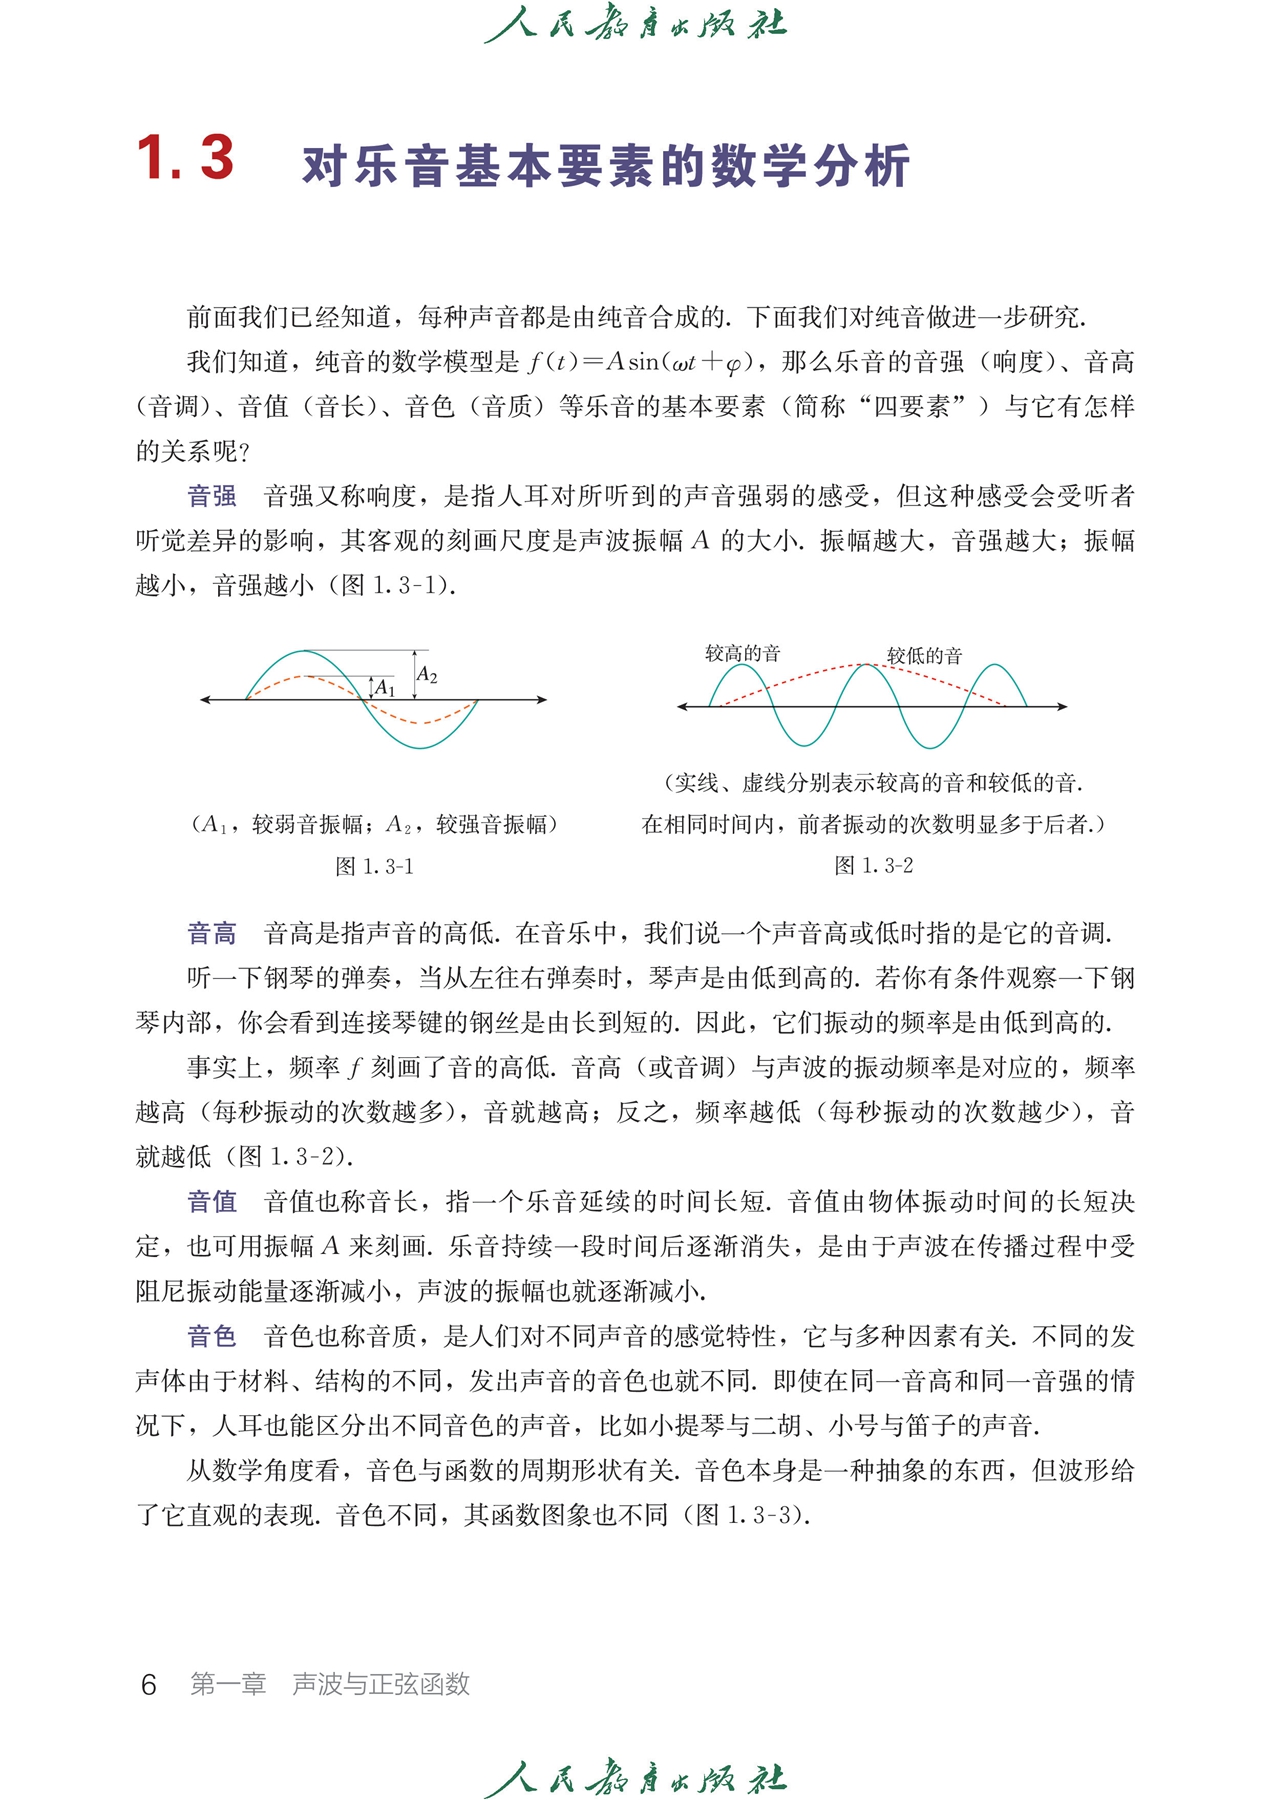 人民教育出版社
1.3 对乐音基本要素的数学分析
前面我们已经知道，每种声音都是由纯音合成的. 下面我们对纯音做进一步研究.
我们知道，纯音的数学模型是 f(t)=Asin(ωt+φ)，那么乐音的音强（响度）、音高
（音调）、音值（音长）、音色（音质）等乐音的基本要素（简称“四要素”）与它有怎样
的关系呢?
音强 音强又称响度，是指人耳对所听到的声音强弱的感受，但这种感受会受听者
听觉差异的影响，其客观的刻画尺度是声波振幅 A 的大小. 振幅越大，音强越大；振幅
越小，音强越小（图 1.3-1）.
A₁
A₂
（A₁，较弱音振幅；A₂，较强音振幅）
图 1.3-1
较高的音
较低的音
（实线、虚线分别表示较高的音和较低的音.
在相同时间内，前者振动的次数明显多于后者.）
图 1.3-2
音高 音高是指声音的高低. 在音乐中，我们说一个声音高或低时指的是它的音调.
听一下钢琴的弹奏，当从左往右弹奏时，琴声是由低到高的. 若你有条件观察一下钢
琴内部，你会看到连接琴键的钢丝是由长到短的. 因此，它们振动的频率是由低到高的.
事实上，频率 f 刻画了音的高低. 音高（或音调）与声波的振动频率是对应的，频率
越高（每秒振动的次数越多），音就越高；反之，频率越低（每秒振动的次数越少），音
就越低（图 1.3-2）.
音值 音值也称音长，指一个乐音延续的时间长短. 音值由物体振动时间的长短决
定，也可用振幅 A 来刻画. 乐音持续一段时间后逐渐消失，是由于声波在传播过程中受
阻尼振动能量逐渐减小，声波的振幅也就逐渐减小.
音色 音色也称音质，是人们对不同声音的感觉特性，它与多种因素有关. 不同的发
声体由于材料、结构的不同，发出声音的音色也就不同. 即使在同一音高和同一音强的情
况下，人耳也能区分出不同音色的声音，比如小提琴与二胡、小号与笛子的声音.
从数学角度看，音色与函数的周期形状有关. 音色本身是一种抽象的东西，但波形给
了它直观的表现. 音色不同，其函数图象也不同（图 1.3-3）.
6 第一章 声波与正弦函数
人民教育出版社